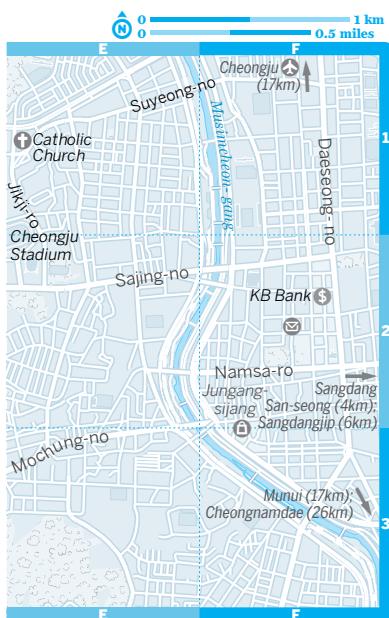 N
0 1 km
0 0.5 miles
E F
Cheongju
(17km)
Suyeong-no
Musimcheon-gang
1
Catholic
Church
Daeseong-no
Jikji-ro
Cheongju
Stadium
Sajing-no
KB Bank
$
2
Namsa-ro
Jungang-
sijang
Sangdang
San-seong (4km);
Sangdangjip (6km)
Mochung-no
Munui (17km);
Cheongnamdae (26km)
3
E F